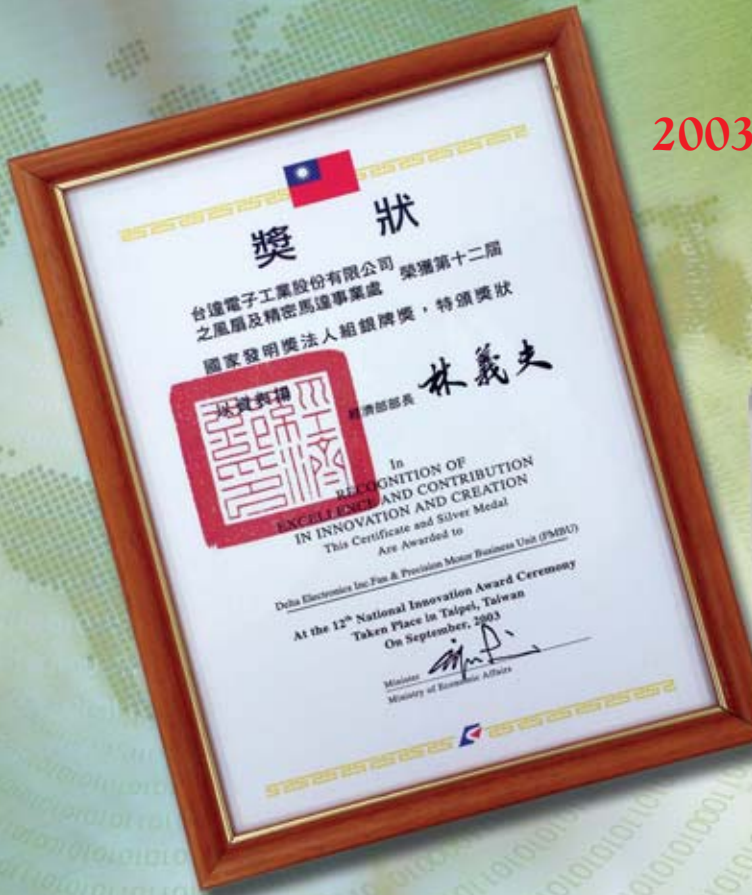 2003
獎 狀
台達電子工業股份有限公司
之風扇及精密馬達事業處 榮獲第十二屆
國家發明獎法人組銀牌獎，特頒獎狀
以資表揚
經濟部部長 林義夫
In
RECOGNITION OF
EXCELLENCE AND CONTRIBUTION
IN INNOVATION AND CREATION
This Certificate and Silver Medal
Are Awarded to
Delta Electronics Inc.Fan & Precision Motor Business Unit (FMBU)
At the 12th National Innovation Award Ceremony
Taken Place in Taipei, Taiwan
On September, 2003
Minister
Ministry of Economic Affairs